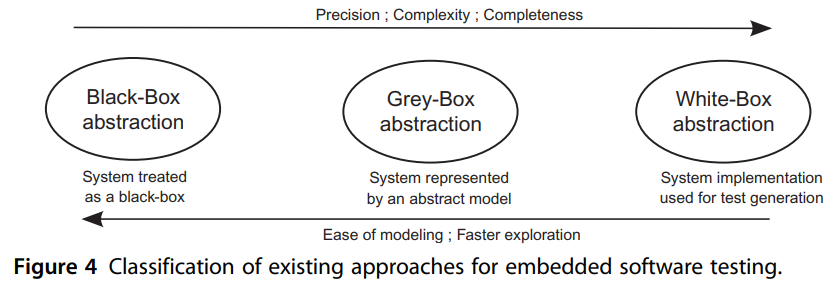 Precision ; Complexity ; Completeness
Black-Box
abstraction
Grey-Box
abstraction
White-Box
abstraction
System treated
as a black-box
System represented
by an abstract model
System implementation
used for test generation
Ease of modeling ; Faster exploration
Figure 4 Classification of existing approaches for embedded software testing.